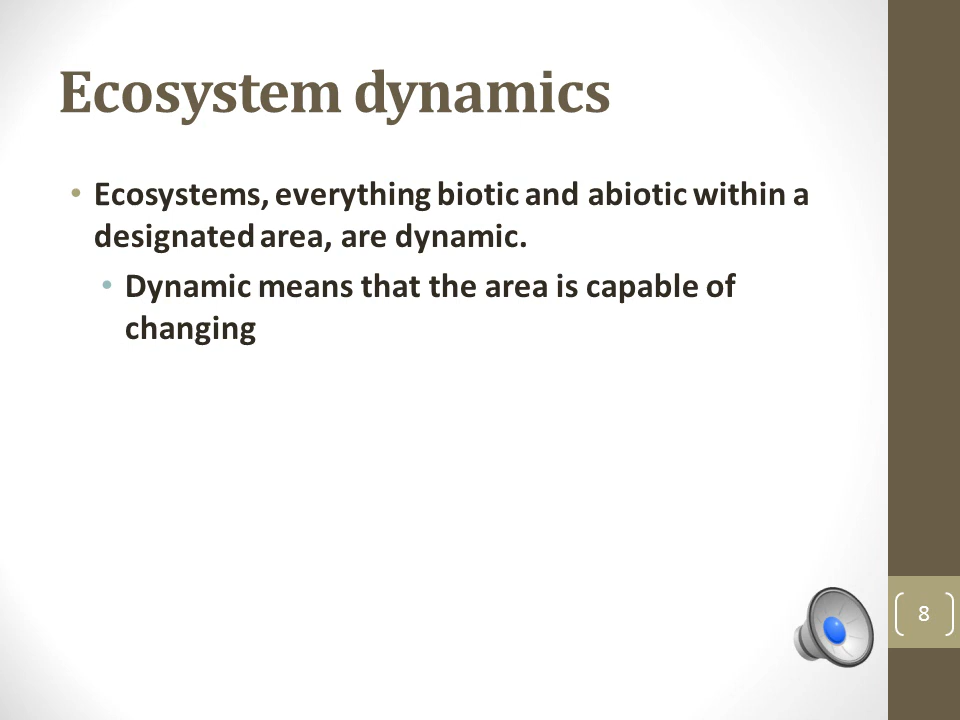 Ecosystem dynamics
• Ecosystems, everything biotic and abiotic within a
designated area, are dynamic.
• Dynamic means that the area is capable of
changing
8